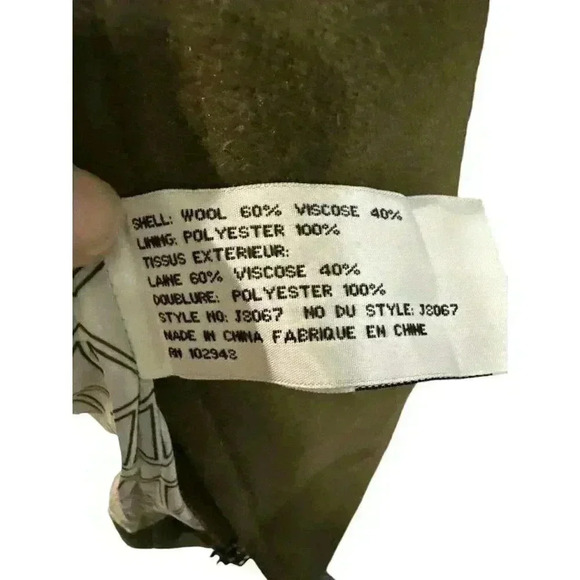 SHELL: WOOL 60% VISCOSE 40%
LINING: POLYESTER 100%
TISSUS EXTERIEUR:
LAINE 60% VISCOSE 40%
DOUBLURE: POLYESTER 100%
STYLE NO: J8067 NO DU STYLE: J8067
MADE IN CHINA FABRIQUE EN CHINE
RN 102948